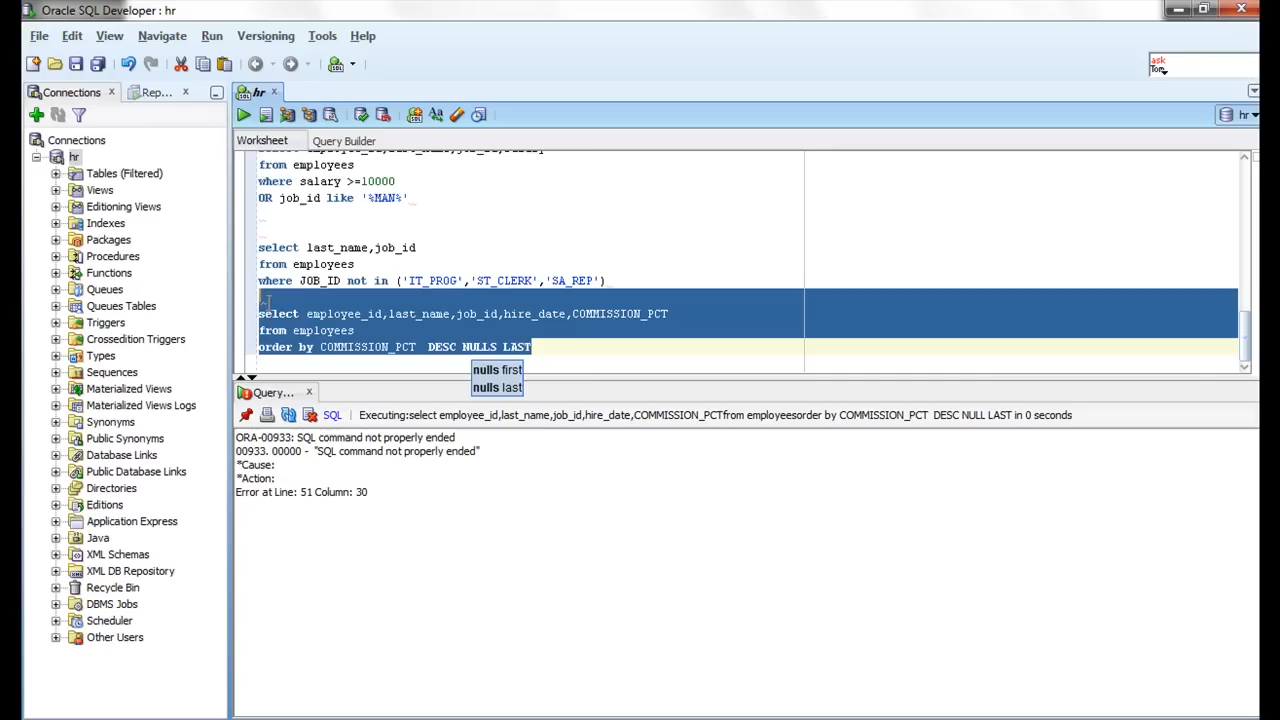 Oracle SQL Developer : hr
File Edit View Navigate Run Versioning Tools Help
ask
Tom
Connections
Rep...
hr
hr
Worksheet
Query Builder
Connections
hr
Tables (Filtered)
Views
Editioning Views
Indexes
Packages
Procedures
Functions
Queues
Queues Tables
Triggers
Crossedition Triggers
Types
Sequences
Materialized Views
Materialized Views Logs
Synonyms
Public Synonyms
Database Links
Public Database Links
Directories
Editions
Application Express
Java
XML Schemas
XML DB Repository
Recycle Bin
DBMS Jobs
Scheduler
Other Users
from employees
where salary >=10000
OR job_id like '%MAN%'
select last_name,job_id
from employees
where JOB_ID not in ('IT_PROG','ST_CLERK','SA_REP')
select employee_id,last_name,job_id,hire_date,COMMISSION_PCT
from employees
order by COMMISSION_PCT  DESC NULLS LAST
nulls first
nulls last
Query...
SQL Executing:select employee_id,last_name,job_id,hire_date,COMMISSION_PCTfrom employeesorder by COMMISSION_PCT  DESC NULL LAST in 0 seconds
ORA-00933: SQL command not properly ended
00933. 00000 - "SQL command not properly ended"
*Cause:
*Action:
Error at Line: 51 Column: 30